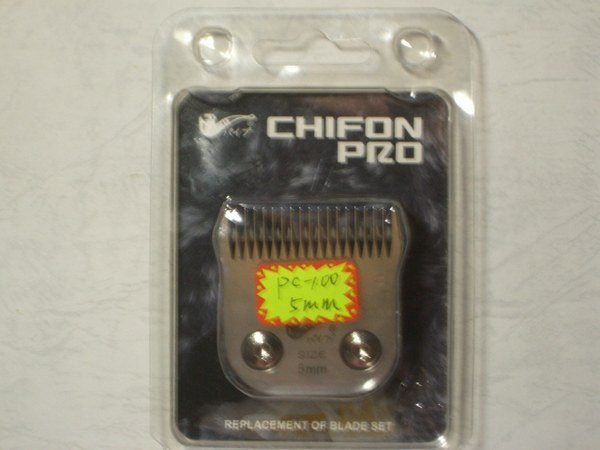 CHIFON
PRO
PC-100
5mm
SIZE
5mm
REPLACEMENT OF BLADE SET